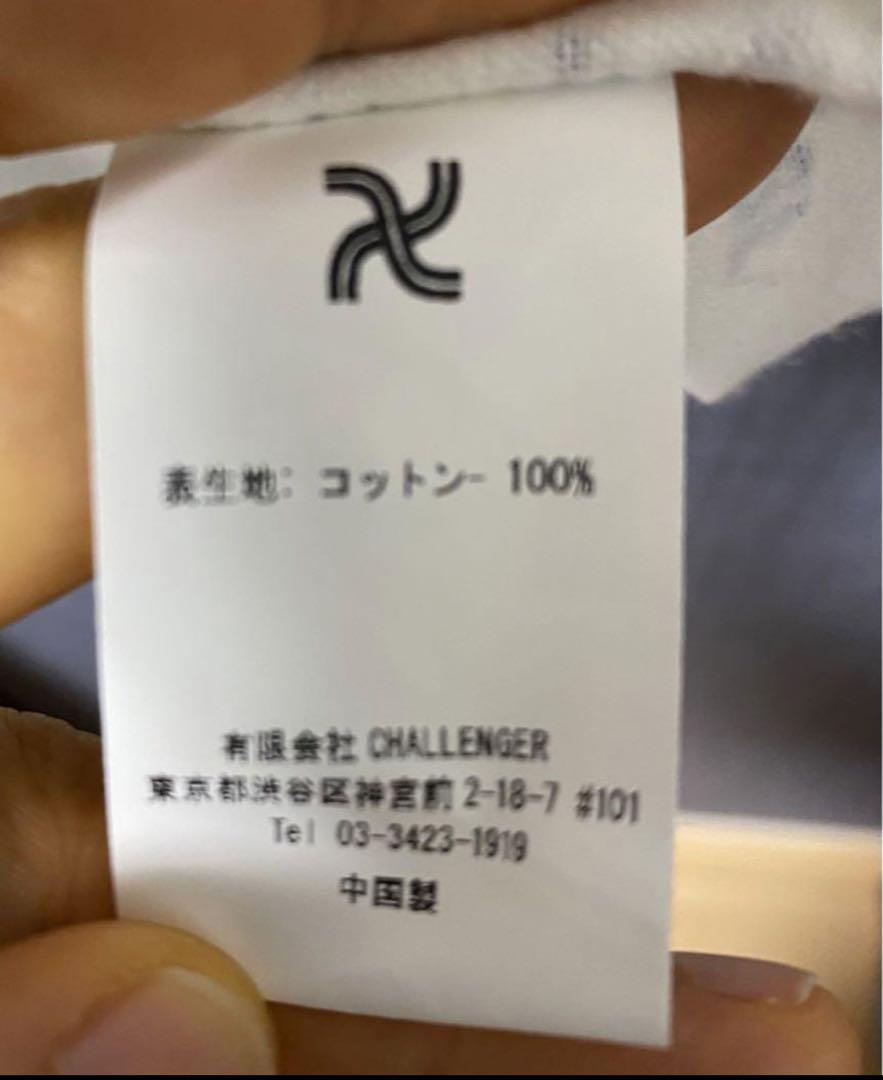 表生地: コットン- 100%
有限会社 CHALLENGER
東京都渋谷区神宮前 2-18-7 #101
Tel 03-3423-1919
中国製